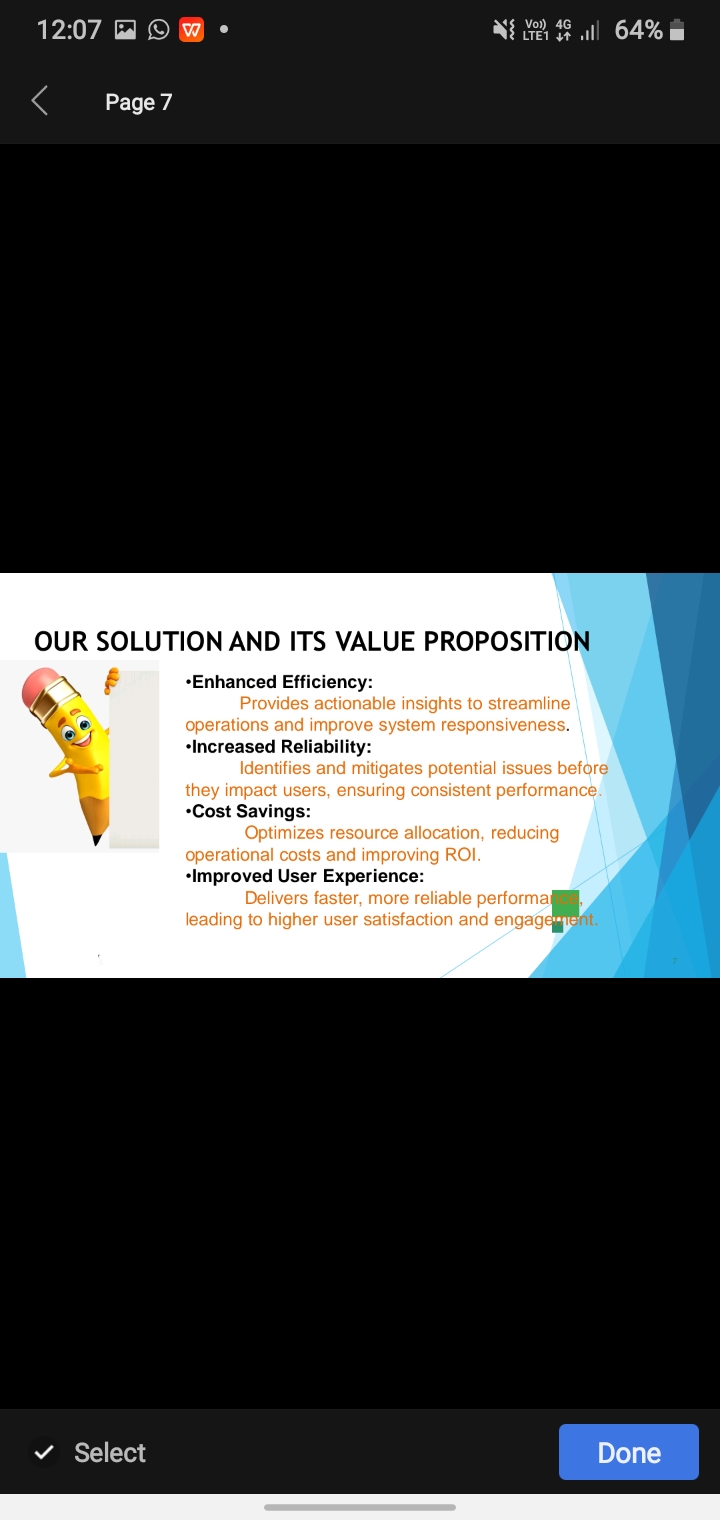 12:07
Vo)) 4G
LTE1
64%
Page 7
OUR SOLUTION AND ITS VALUE PROPOSITION
•Enhanced Efficiency:
Provides actionable insights to streamline
operations and improve system responsiveness.
•Increased Reliability:
Identifies and mitigates potential issues before
they impact users, ensuring consistent performance.
•Cost Savings:
Optimizes resource allocation, reducing
operational costs and improving ROI.
•Improved User Experience:
Delivers faster, more reliable performance,
leading to higher user satisfaction and engagement.
Select
Done